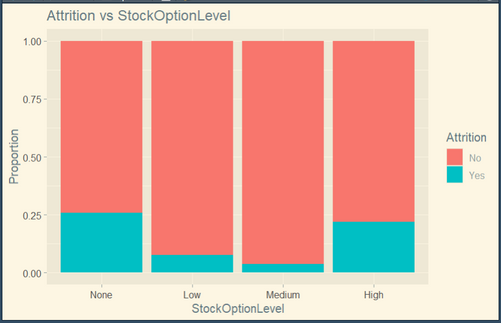 Attrition vs StockOptionLevel
1.00
0.75
0.50
0.25
0.00
Proportion
None Low Medium High
StockOptionLevel
Attrition
No
Yes